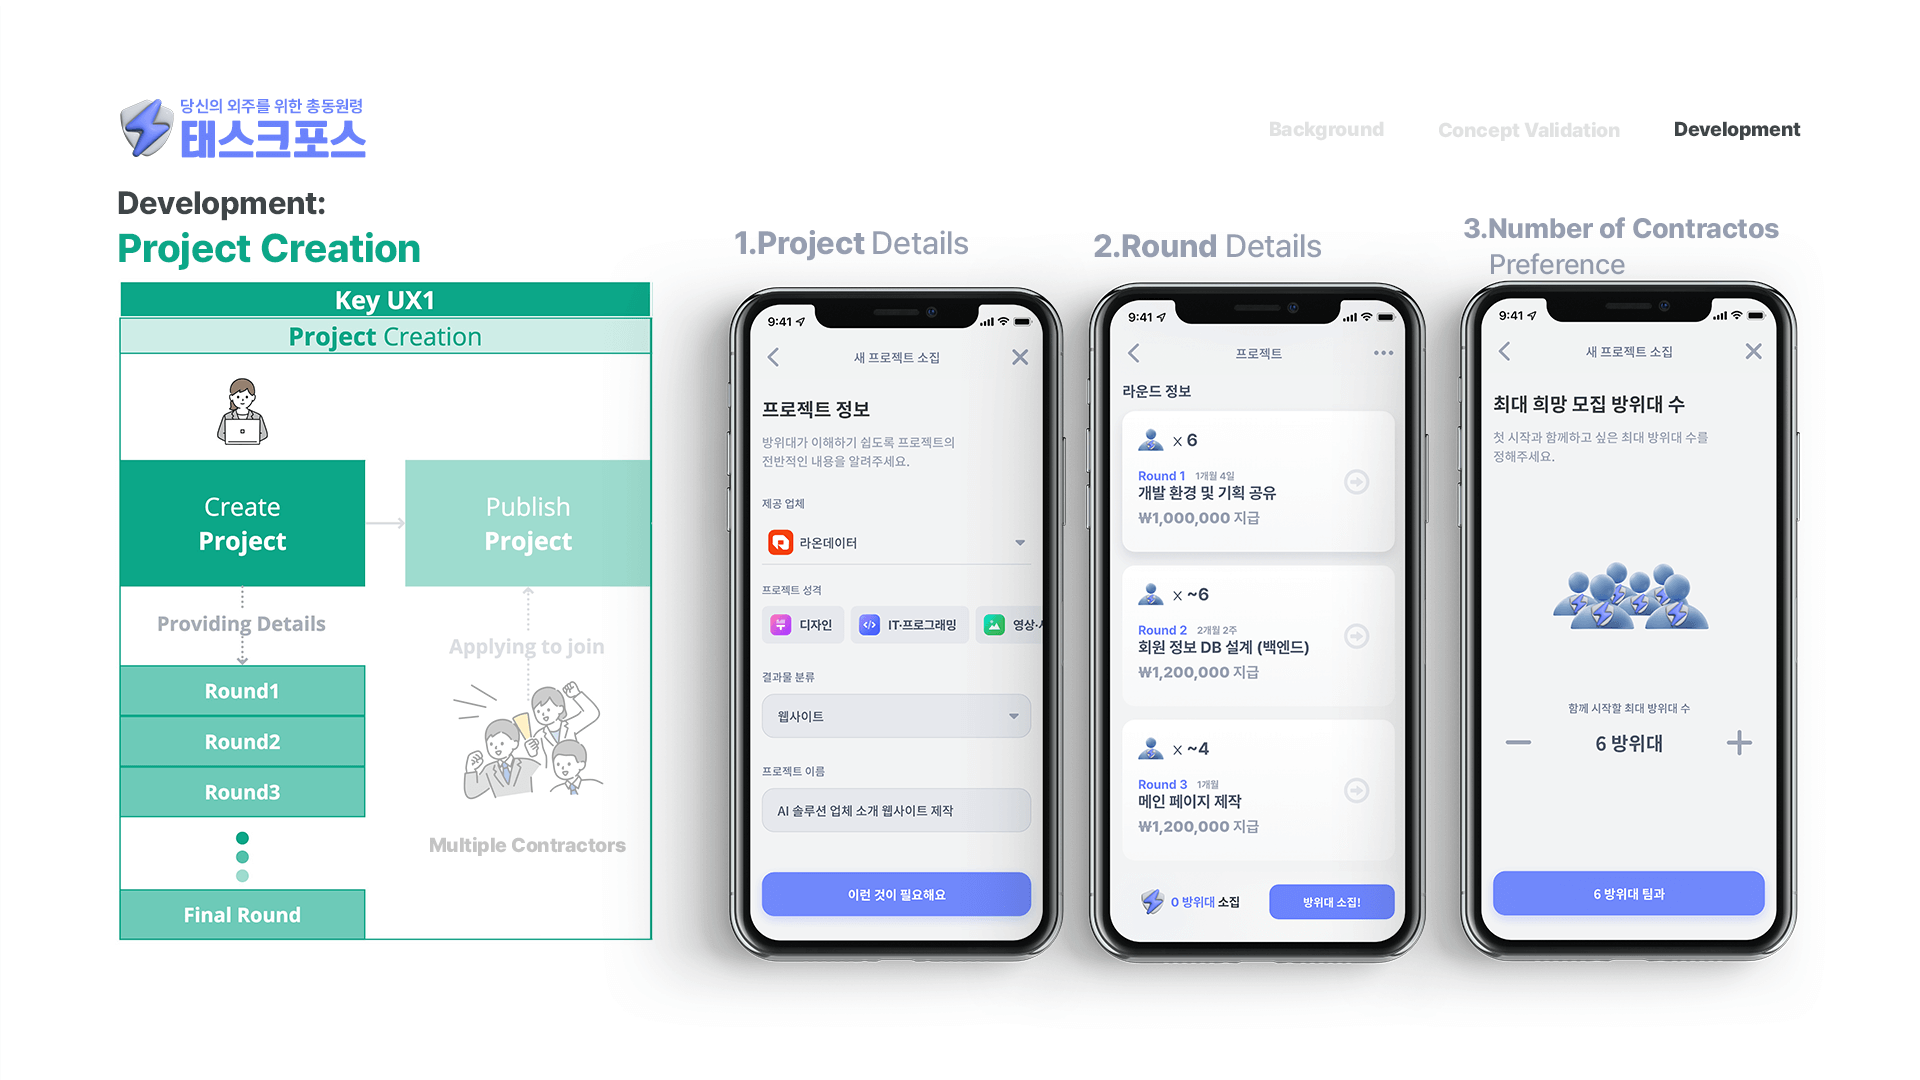 당신의 외주를 위한 총동원령
태스크포스
Background
Concept Validation
Development
Development:
Project Creation
Key UX1
Project Creation
Create
Project
Publish
Project
Providing Details
Applying to join
Round1
Round2
Round3
Multiple Contractors
Final Round
1.Project Details
9:41
새 프로젝트 소집
프로젝트 정보
방위대가 이해하기 쉽도록 프로젝트의
전반적인 내용을 알려주세요.
제공 업체
라온데이터
프로젝트 성격
디자인
IT·프로그래밍
영상·
결과물 분류
웹사이트
프로젝트 이름
AI 솔루션 업체 소개 웹사이트 제작
이런 것이 필요해요
2.Round Details
9:41
프로젝트
라운드 정보
x 6
Round 1 1개월 4일
개발 환경 및 기획 공유
₩1,000,000 지급
x ~6
Round 2 2개월 2주
회원 정보 DB 설계 (백엔드)
₩1,200,000 지급
x ~4
Round 3 1개월
메인 페이지 제작
₩1,200,000 지급
0 방위대 소집
방위대 소집!
3.Number of Contractos
Preference
9:41
새 프로젝트 소집
최대 희망 모집 방위대 수
첫 시작과 함께하고 싶은 최대 방위대 수를
정해주세요.
함께 시작할 최대 방위대 수
6 방위대
6 방위대 팀과